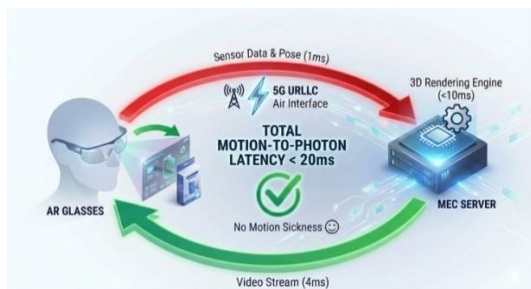 Sensor Data & Pose (1ms)
5G URLLC
Air Interface
3D Rendering Engine
(<10ms)
TOTAL
MOTION-TO-PHOTON
LATENCY < 20ms
AR GLASSES
MEC SERVER
No Motion Sickness ☺
Video Stream (4ms)